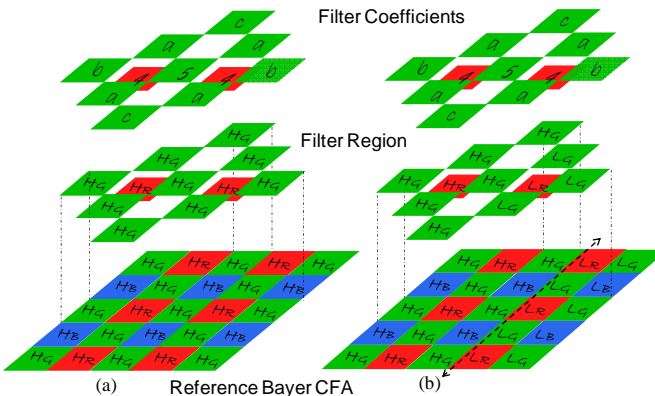 Filter Coefficients
c c
a a a a
b 4 5 4 b b 4 5 4 b
a a a a
c c
Filter Region
HG HG
HG HG HG LG
HG HR HG HR HG HG HR HG LR LG
HG HG HG LG
HG HG
HG HR HG HR HG HG HR HG LR LG
HB HG HB HG HB HG HB LG LB
HG HR HG HR HG HG HR HG LR LG
HB HG HB HG HB HB HG HB LG LB
HG HR HG HR HG HG HR HG LR LG
(a) Reference Bayer CFA (b)